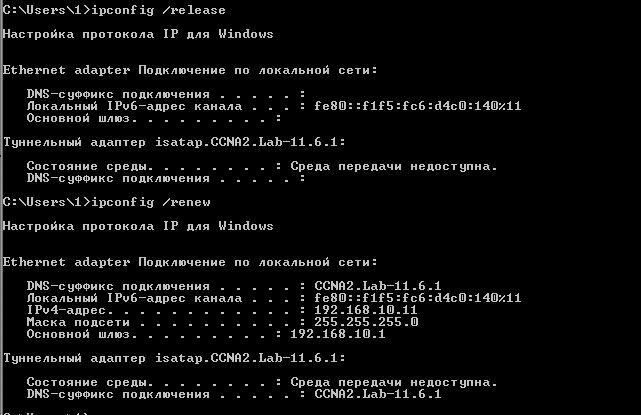 C:\Users\1>ipconfig /release
Настройка протокола IP для Windows
Ethernet adapter Подключение по локальной сети:
DNS-суффикс подключения . . . . . :
Локальный IPv6-адрес канала . . . : fe80::f1f5:fc6:d4c0:140%11
Основной шлюз. . . . . . . . . :
Туннельный адаптер isatap.CCNA2.Lab-11.6.1:
Состояние среды. . . . . . . . : Среда передачи недоступна.
DNS-суффикс подключения . . . . . :
C:\Users\1>ipconfig /renew
Настройка протокола IP для Windows
Ethernet adapter Подключение по локальной сети:
DNS-суффикс подключения . . . . . : CCNA2.Lab-11.6.1
Локальный IPv6-адрес канала . . . : fe80::f1f5:fc6:d4c0:140%11
IPv4-адрес. . . . . . . . . . . . : 192.168.10.11
Маска подсети . . . . . . . . . . : 255.255.255.0
Основной шлюз. . . . . . . . . : 192.168.10.1
Туннельный адаптер isatap.CCNA2.Lab-11.6.1:
Состояние среды. . . . . . . . : Среда передачи недоступна.
DNS-суффикс подключения . . . . . : CCNA2.Lab-11.6.1